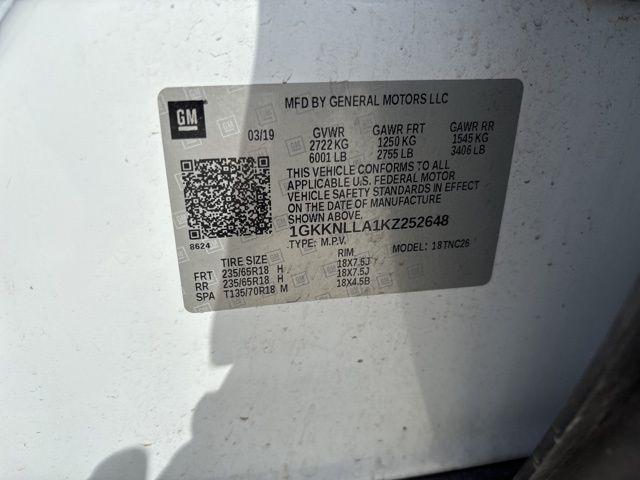 GM
MFD BY GENERAL MOTORS LLC
03/19 GVWR GAWR FRT GAWR RR
2722 KG 1250 KG 1545 KG
6001 LB 2755 LB 3406 LB
THIS VEHICLE CONFORMS TO ALL
APPLICABLE U.S. FEDERAL MOTOR
VEHICLE SAFETY STANDARDS IN EFFECT
ON THE DATE OF MANUFACTURE
SHOWN ABOVE.
1GKKNLLA1KZ252648
8624
TYPE: M.P.V. MODEL: 18TNC26
TIRE SIZE RIM
FRT 235/65R18 H 18X7.5J
RR 235/65R18 H 18X7.5J
SPA T135/70R18 M 18X4.5B